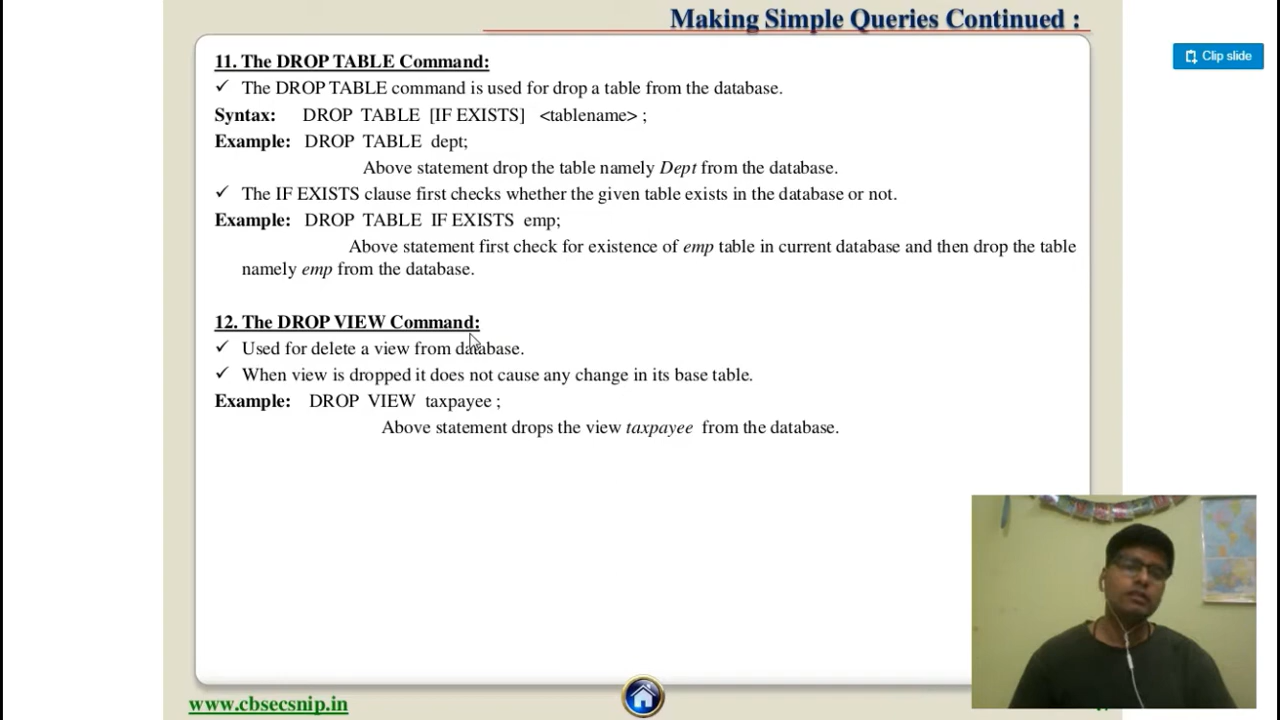 Making Simple Queries Continued :
Clip slide
11. The DROP TABLE Command:
✓ The DROP TABLE command is used for drop a table from the database.
Syntax: DROP TABLE [IF EXISTS] <tablename> ;
Example: DROP TABLE dept;
Above statement drop the table namely Dept from the database.
✓ The IF EXISTS clause first checks whether the given table exists in the database or not.
Example: DROP TABLE IF EXISTS emp;
Above statement first check for existence of emp table in current database and then drop the table
namely emp from the database.
12. The DROP VIEW Command:
✓ Used for delete a view from database.
✓ When view is dropped it does not cause any change in its base table.
Example: DROP VIEW taxpayee ;
Above statement drops the view taxpayee from the database.
www.cbsecsnip.in